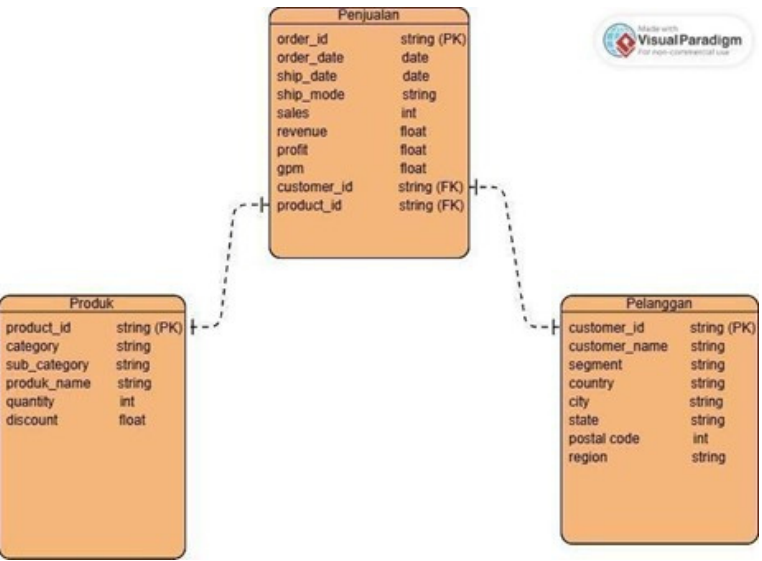 Penjualan
order_id string (PK)
order_date date
ship_date date
ship_mode string
sales int
revenue float
profit float
gpm float
customer_id string (FK)
product_id string (FK)
Made with
Visual Paradigm
For non-commercial use
Produk
product_id string (PK)
category string
sub_category string
produk_name string
quantity int
discount float
Pelanggan
customer_id string (PK)
customer_name string
segment string
country string
city string
state string
postal code int
region string